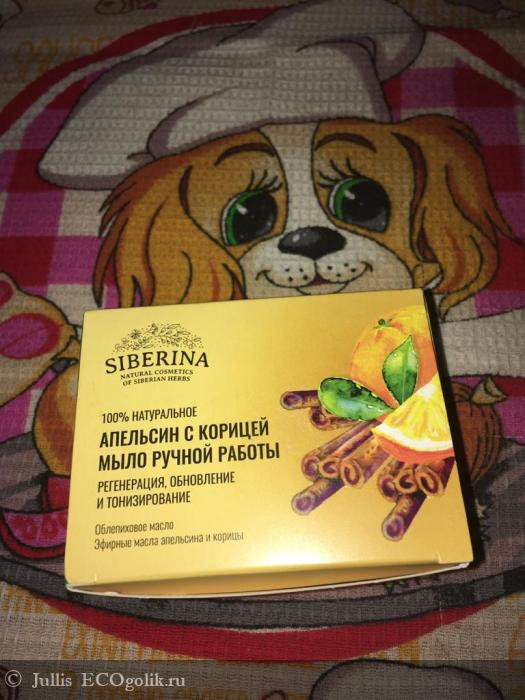 SIBERINA
NATURAL COSMETICS
OF SIBERIAN HERBS
100% НАТУРАЛЬНОЕ
АПЕЛЬСИН С КОРИЦЕЙ
МЫЛО РУЧНОЙ РАБОТЫ
РЕГЕНЕРАЦИЯ, ОБНОВЛЕНИЕ
И ТОНИЗИРОВАНИЕ
Облепиховое масло
Эфирные масла апельсина и корицы
© Jullis ECOgolik.ru